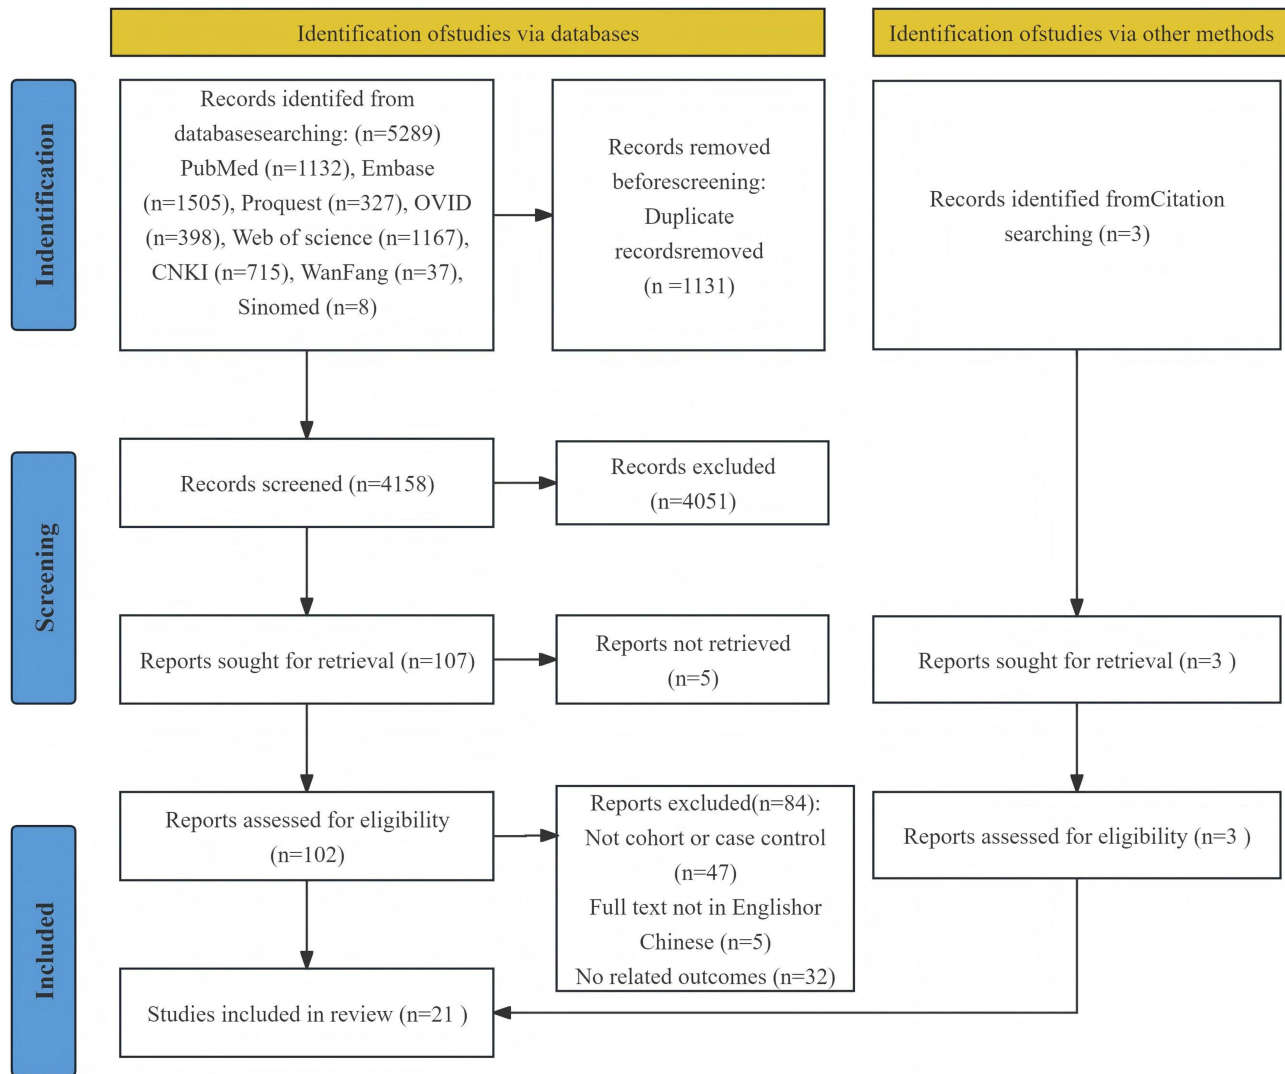 Identification ofstudies via databases
Identification ofstudies via other methods
Indentification
Records identifed from
databasesearching: (n=5289)
PubMed (n=1132), Embase
(n=1505), Proquest (n=327), OVID
(n=398), Web of science (n=1167),
CNKI (n=715), WanFang (n=37),
Sinomed (n=8)
Records removed
beforescreening:
Duplicate
recordsremoved
(n =1131)
Records identified fromCitation
searching (n=3)
Screening
Records screened (n=4158)
Records excluded
(n=4051)
Reports sought for retrieval (n=107)
Reports not retrieved
(n=5)
Reports sought for retrieval (n=3 )
Included
Reports assessed for eligibility
(n=102)
Reports excluded(n=84):
Not cohort or case control
(n=47)
Full text not in Englishor
Chinese (n=5)
No related outcomes (n=32)
Reports assessed for eligibility (n=3 )
Studies included in review (n=21 )